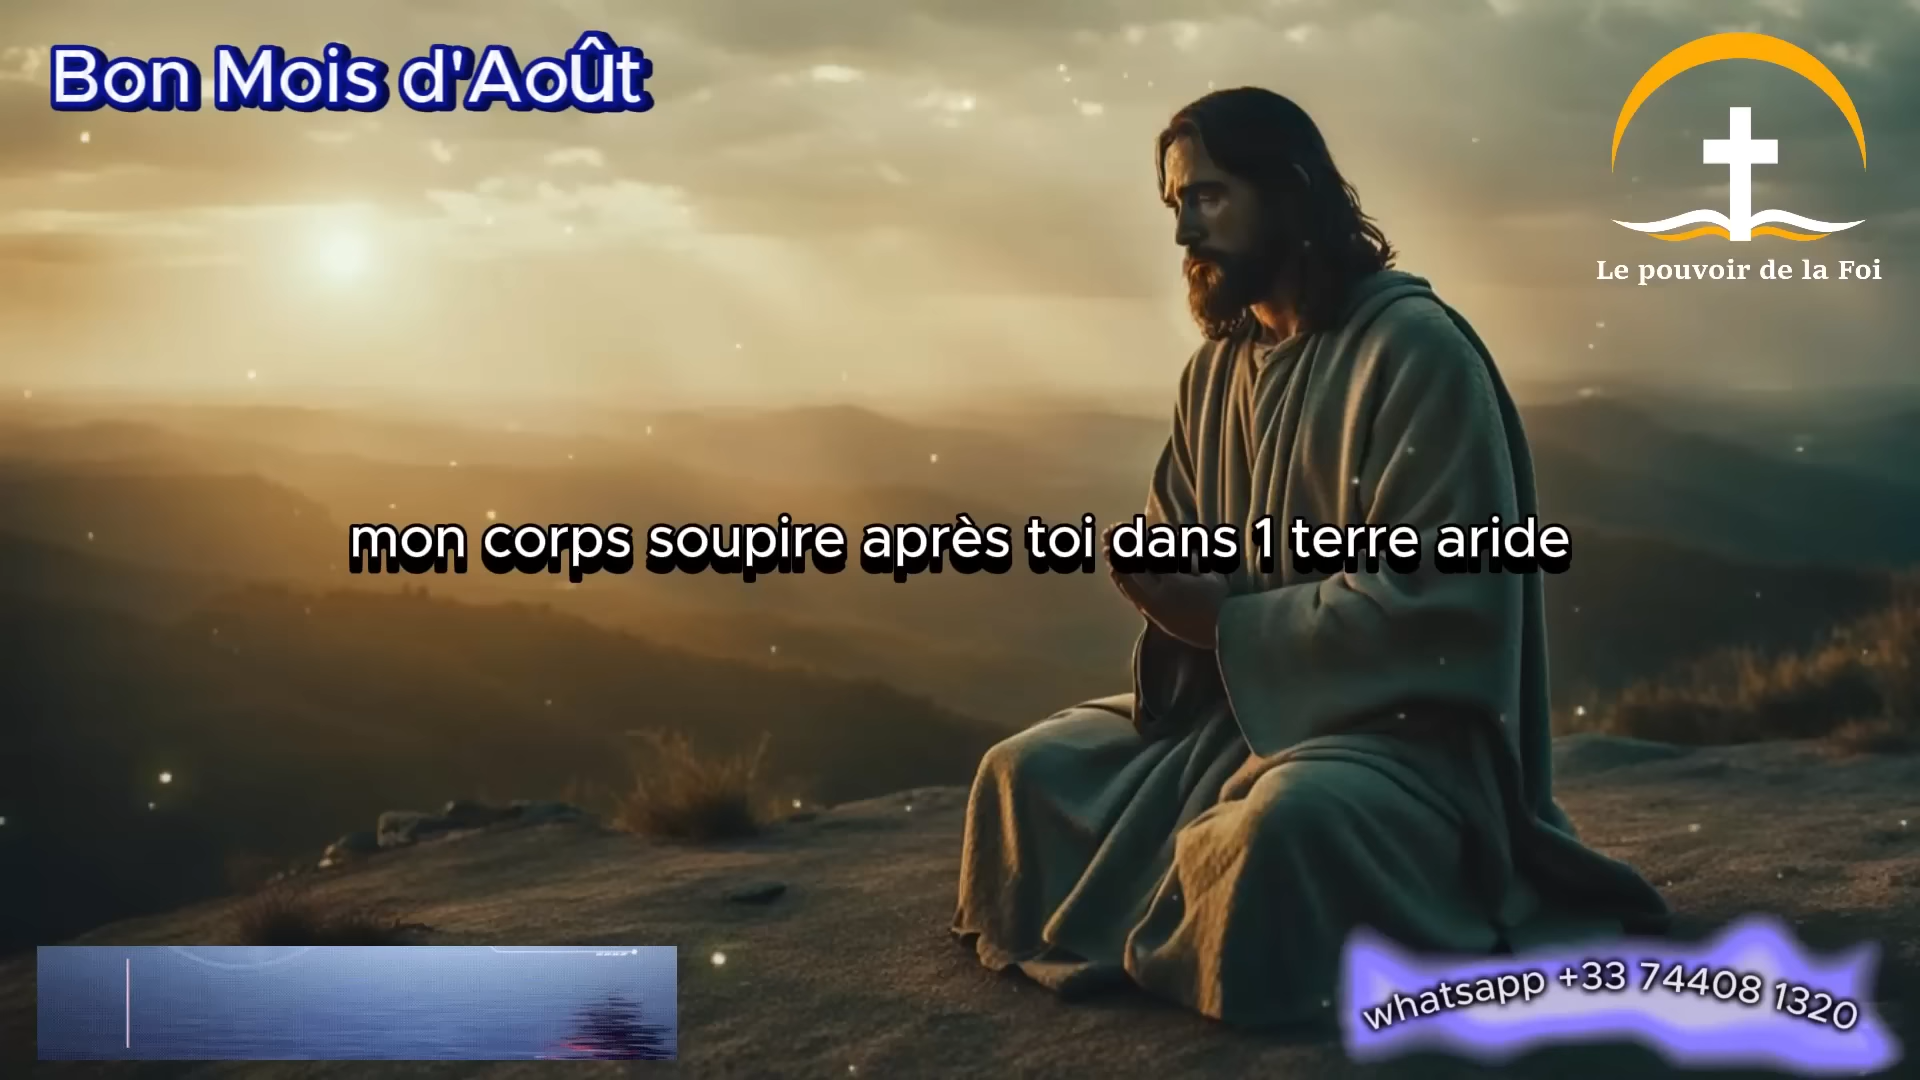 Bon Mois d'AoÛt
Le pouvoir de la Foi
mon corps soupire après toi dans 1 terre aride
whatsapp +33 74408 1320